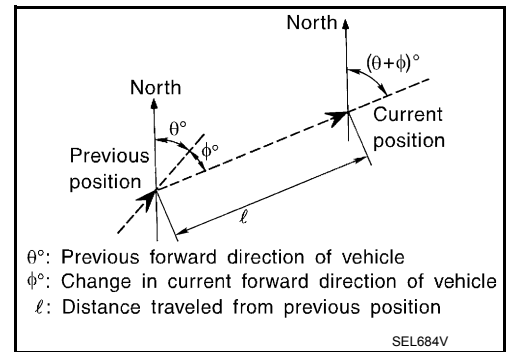 North
(θ+ϕ)°
North
θ°
ϕ°
Current
position
Previous
position
ℓ
θ°: Previous forward direction of vehicle
ϕ°: Change in current forward direction of vehicle
ℓ: Distance traveled from previous position
SEL684V